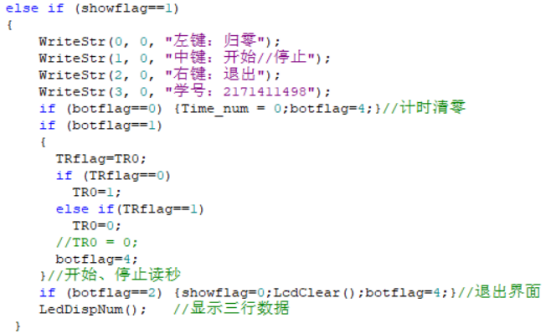 else if (showflag==1)
{
WriteStr(0, 0, "左键：归零");
WriteStr(1, 0, "中键：开始//停止");
WriteStr(2, 0, "右键：退出");
WriteStr(3, 0, "学号：2171411498");
if (botflag==0) {Time_num = 0;botflag=4;}//计时清零
if (botflag==1)
{
TRflag=TR0;
if (TRflag==0)
TR0=1;
else if(TRflag==1)
TR0=0;
//TR0 = 0;
botflag=4;
}//开始、停止读秒
if (botflag==2) {showflag=0;LcdClear();botflag=4;}//退出界面
LedDispNum(); //显示三行数据
}